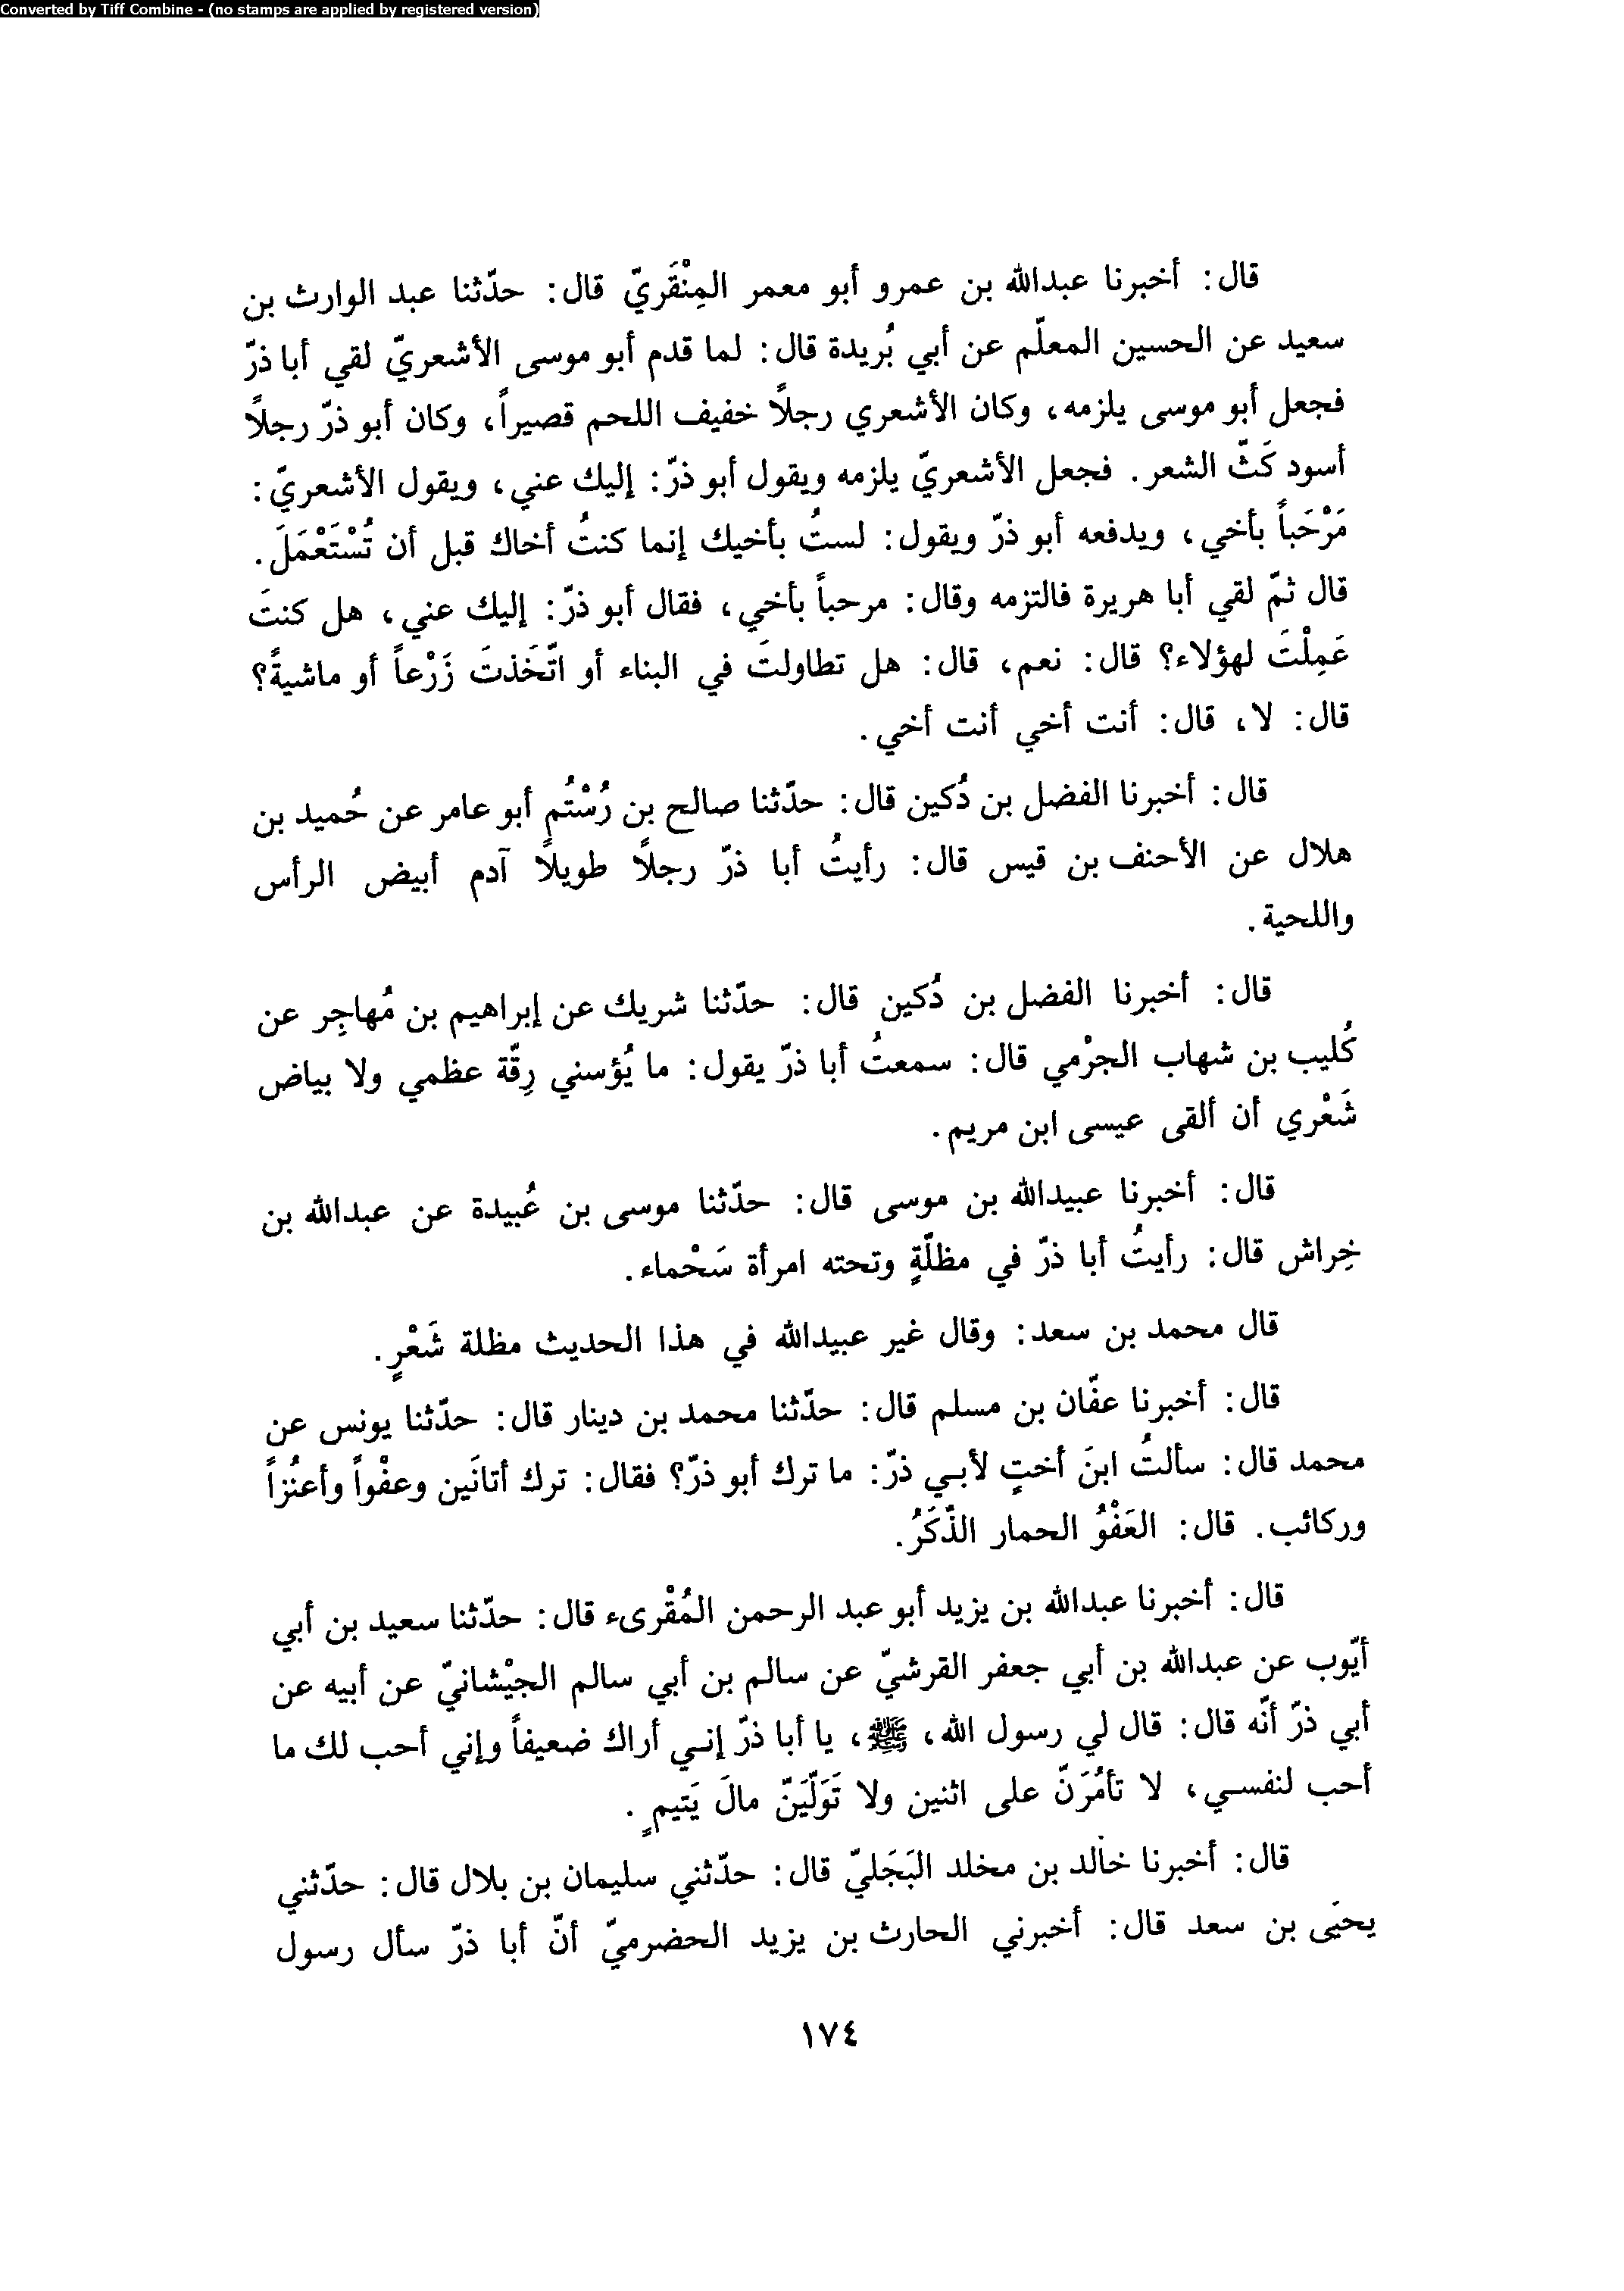 Converted by Tiff Combine - (no stamps are applied by registered version)
قال: أخبرنا عبدالله بن عمرو أبو معمر المِنْقَريّ قال: حدّثنا عبد الوارث بن
سعيد عن الحسين المعلّم عن أبي بُريدة قال: لما قدم أبو موسى الأشعريّ لقي أبا ذرّ
فجعل أبو موسى يلزمه، وكان الأشعري رجلاً خفيف اللحم قصيراً، وكان أبو ذرّ رجلاً
أسود كَثّ الشعر. فجعل الأشعريّ يلزمه ويقول أبو ذرّ: إليك عني، ويقول الأشعريّ:
مَرْحَباً بأخي، ويدفعه أبو ذرّ ويقول: لستُ بأخيك إنما كنتُ أخاك قبل أن تُسْتَعْمَلَ.
قال ثمّ لقي أبا هريرة فالتزمه وقال: مرحباً بأخي، فقال أبو ذرّ: إليك عني، هل كنتَ
عَمِلْتَ لهؤلاء؟ قال: نعم، قال: هل تطاولتَ في البناء أو اتّخَذتَ زَرْعاً أو ماشيةً؟
قال: لا، قال: أنت أخي أنت أخي.
قال: أخبرنا الفضل بن دُكين قال: حدّثنا صالح بن رُسْتُم أبو عامر عن حُميد بن
هلال عن الأحنف بن قيس قال: رأيتُ أبا ذرّ رجلاً طويلاً آدم أبيض الرأس
واللحية.
قال: أخبرنا الفضل بن دُكين قال: حدّثنا شريك عن إبراهيم بن مُهاجِر عن
كُليب بن شهاب الجرْمي قال: سمعتُ أبا ذرّ يقول: ما يُؤسني رِقّة عظمي ولا بياض
شَعْري أن ألقى عيسى ابن مريم.
قال: أخبرنا عبيدالله بن موسى قال: حدّثنا موسى بن عُبيدة عن عبدالله بن
خِراش قال: رأيتُ أبا ذرّ في مظلّةٍ وتحته امرأة سَحْماء.
قال محمد بن سعد: وقال غير عبيدالله في هذا الحديث مظلة شَعْرٍ.
قال: أخبرنا عفّان بن مسلم قال: حدّثنا محمد بن دينار قال: حدّثنا يونس عن
محمد قال: سألتُ ابنَ أختٍ لأبي ذرّ: ما ترك أبو ذرّ؟ فقال: ترك أتانَين وعفْواً وأعنُزاً
وركائب. قال: العَفْوُ الحمار الذّكَرُ.
قال: أخبرنا عبدالله بن يزيد أبو عبد الرحمن المُقْرىء قال: حدّثنا سعيد بن أبي
أيّوب عن عبدالله بن أبي جعفر القرشيّ عن سالم بن أبي سالم الجيْشانيّ عن أبيه عن
أبي ذرّ أنّه قال: قال لي رسول الله، ﷺ، يا أبا ذرّ إني أراك ضعيفاً وإني أحب لك ما
أحب لنفسي، لا تأمُرَنّ على اثنين ولا تَوَلّيَنّ مالَ يَتيمٍ.
قال: أخبرنا خالد بن مخلد البَجَليّ قال: حدّثني سليمان بن بلال قال: حدّثني
يحيَى بن سعد قال: أخبرني الحارث بن يزيد الحضرميّ أنّ أبا ذرّ سأل رسول
١٧٤